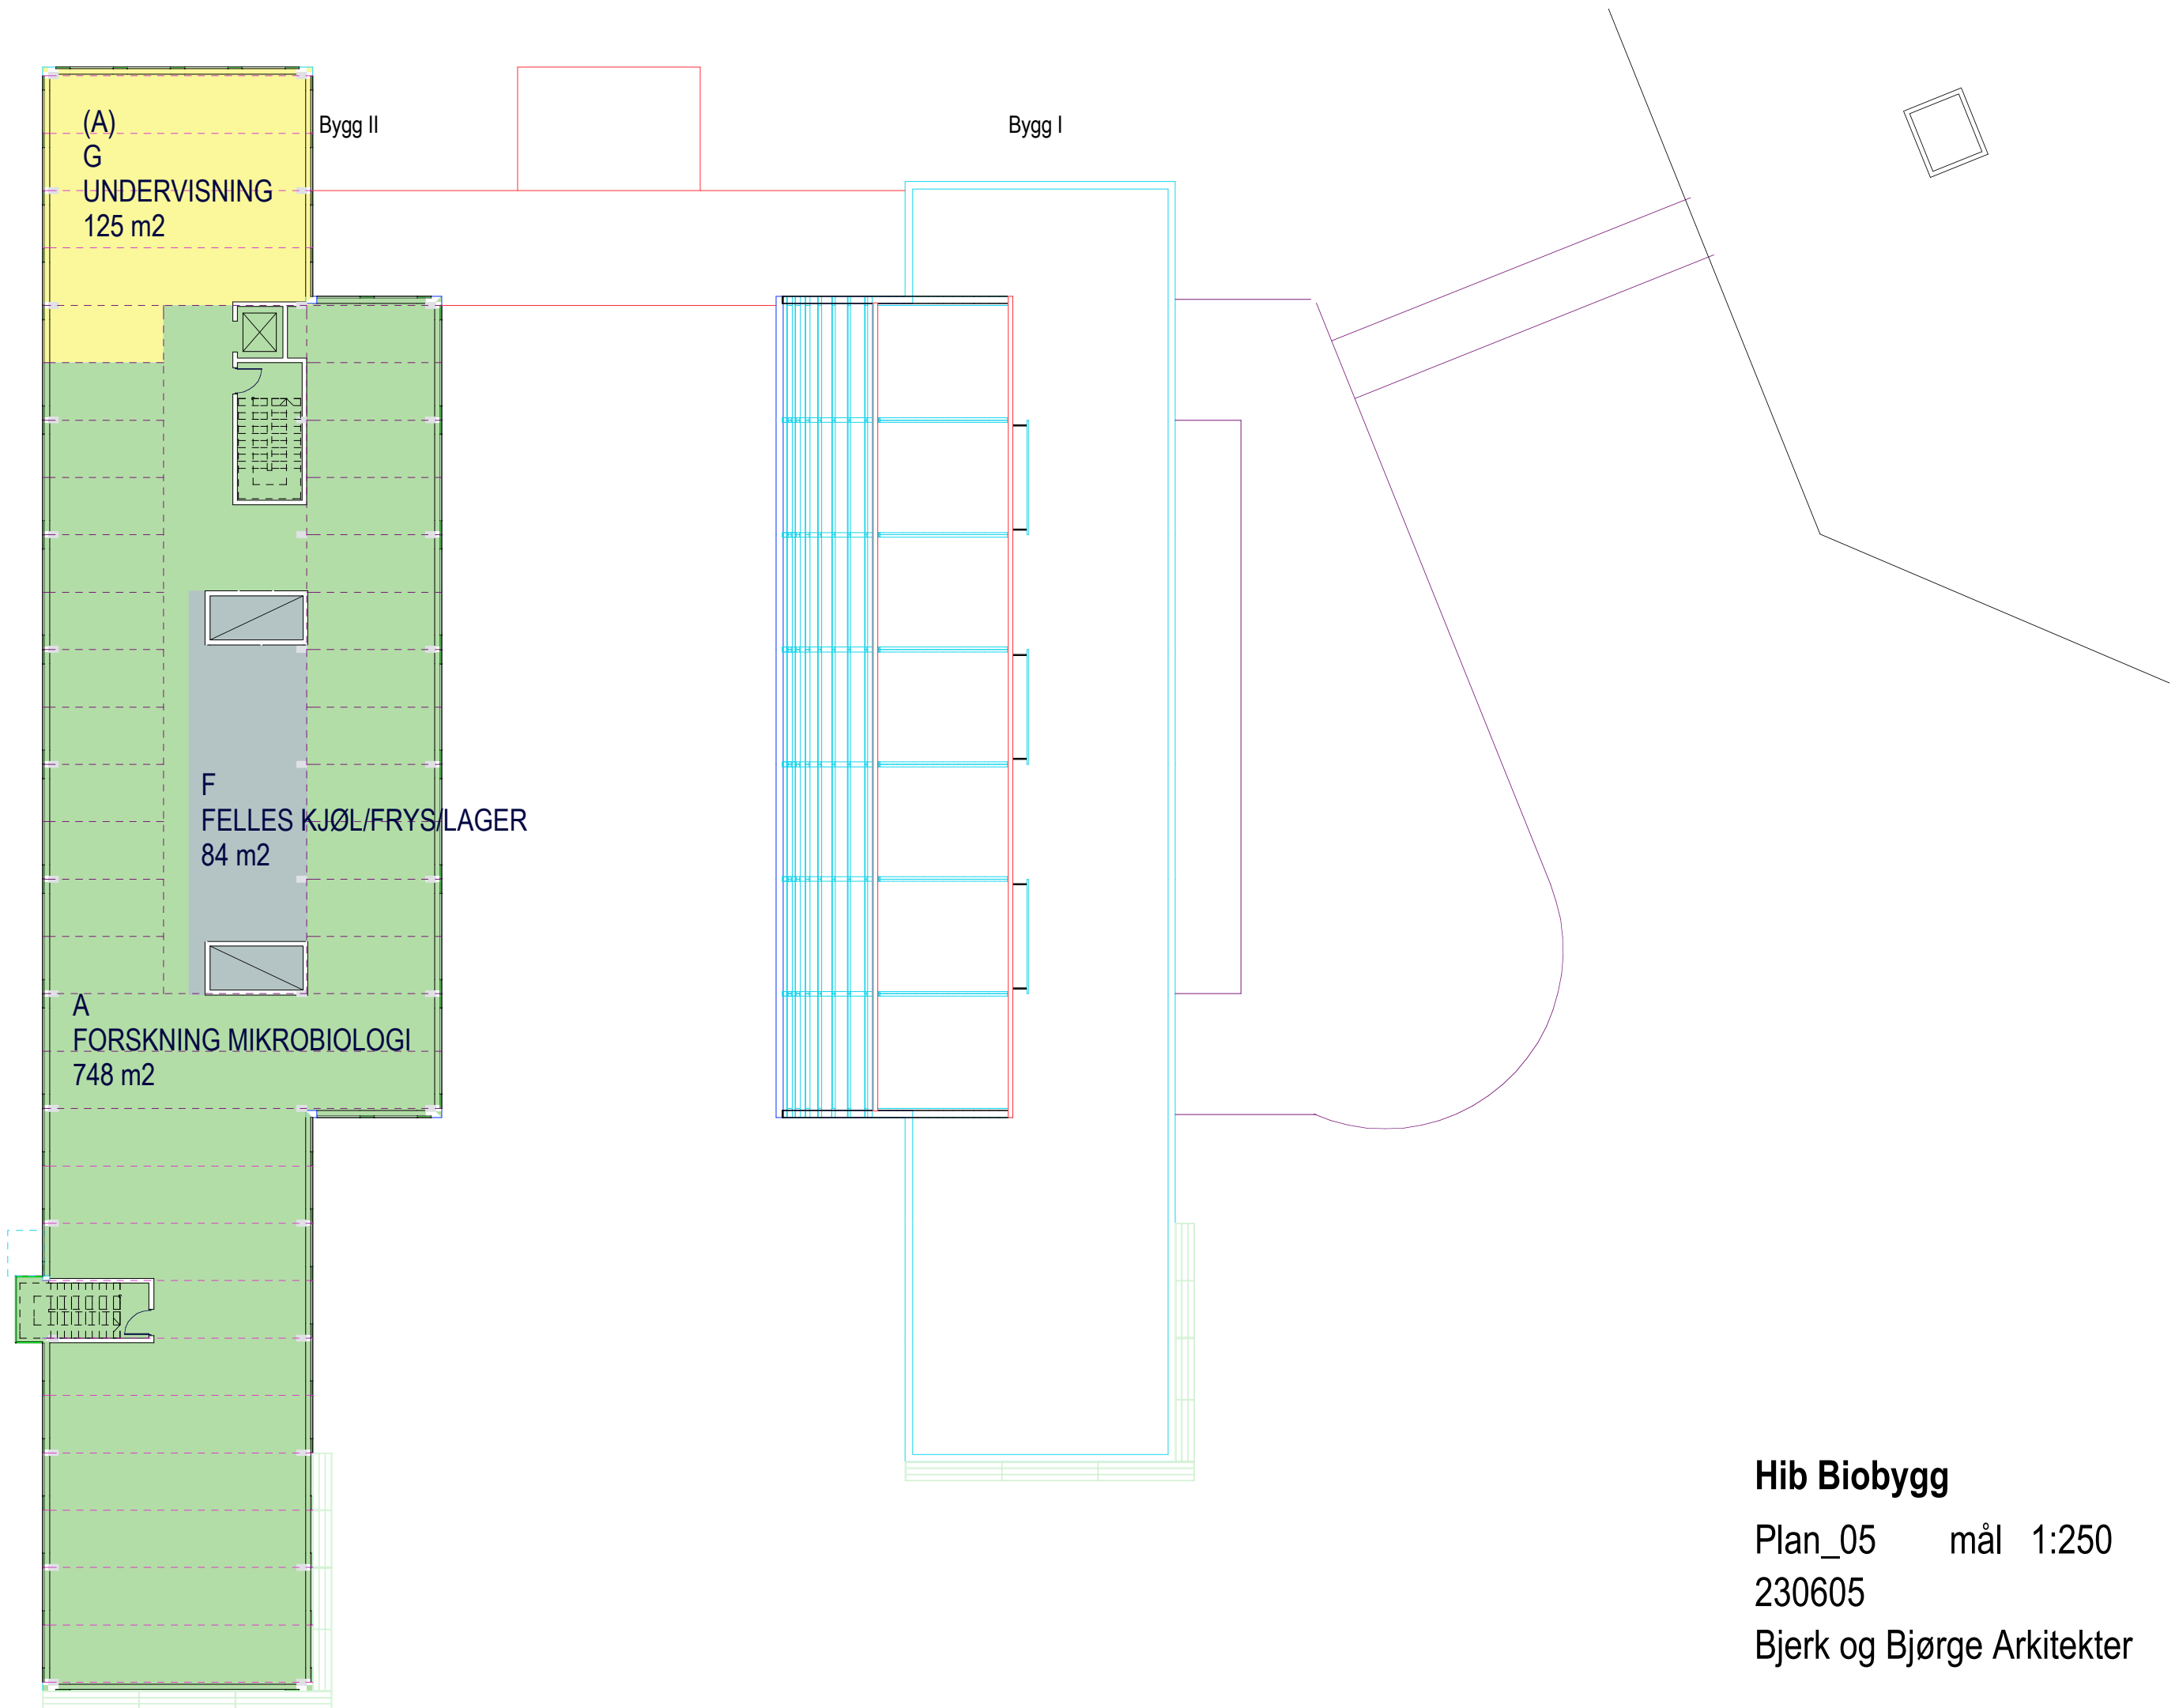 (A)
G
UNDERVISNING
125 m2
Bygg II
Bygg I
F
FELLES KJØL/FRYS/LAGER
84 m2
A
FORSKNING MIKROBIOLOGI
748 m2
Hib Biobygg
Plan_05 mål 1:250
230605
Bjerk og Bjørge Arkitekter